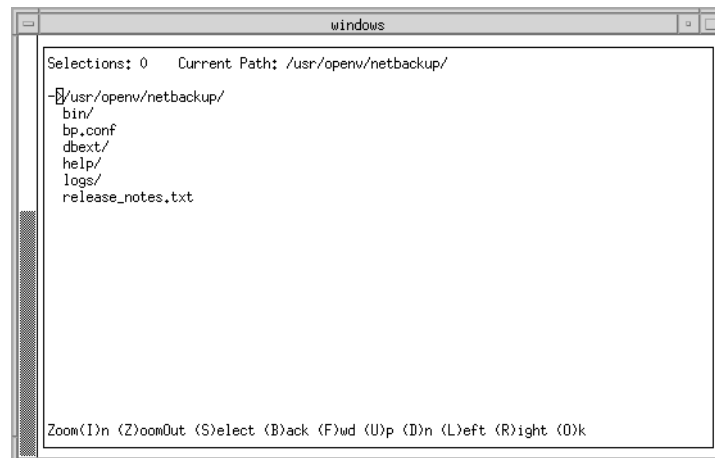 windows
Selections: 0    Current Path: /usr/openv/netbackup/
->/usr/openv/netbackup/
bin/
bp.conf
dbext/
help/
logs/
release_notes.txt
Zoom(I)n (Z)oomOut (S)elect (B)ack (F)wd (U)p (D)n (L)eft (R)ight (O)k